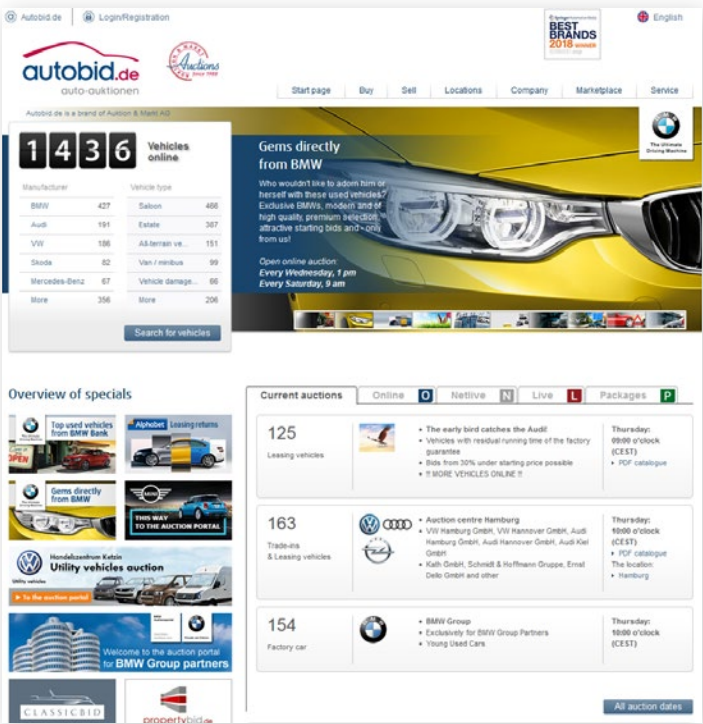 Autobid.de
Login/Registration
BEST
BRANDS
2018 WINNER
English
autobid.de
auto-auktionen
Auctions
Since 1988
Start page
Buy
Sell
Locations
Company
Marketplace
Service
Autobid.de is a brand of Auktion & Markt AG
1436
Vehicles
online
Manufacturer
Vehicle type
BMW 427
Saloon 466
Audi 191
Estate 387
VW 186
All-terrain ve... 151
Skoda 82
Van / minibus 99
Mercedes-Benz 67
Vehicle damage... 66
More 356
More 206
Search for vehicles
Gems directly
from BMW
Who wouldn't like to adorn him or
herself with these used vehicles?
Exclusive BMWs, modern and of
high quality, premium selection,
attractive starting bids and - only
from us!
Open online auction:
Every Wednesday, 1 pm
Every Saturday, 9 am
The Ultimate
Driving Machine
Overview of specials
Top used vehicles
from BMW Bank
OPEN
Alphabet
Leasing returns
Gems directly
from BMW
MINI
THIS WAY
TO THE AUCTION PORTAL
Handelszentrum Ketzin
Utility vehicles auction
Utility vehicles
To the auction portal
Welcome to the auction portal
for BMW Group partners
CLASSICBID
propertybid.de
Current auctions
Online O
Netlive N
Live L
Packages P
125
Leasing vehicles
• The early bird catches the Audi!
• Vehicles with residual running time of the factory
guarantee
• Bids from 30% under starting price possible
• !! MORE VEHICLES ONLINE !!
Thursday:
09:00 o'clock
(CEST)
PDF catalogue
163
Trade-ins
& Leasing vehicles
• Auction centre Hamburg
• VW Hamburg GmbH, VW Hannover GmbH, Audi
Hamburg GmbH, Audi Hannover GmbH, Audi Kiel
GmbH
• Kath GmbH, Schmidt & Hoffmann Gruppe, Ernst
Dello GmbH and other
Thursday:
10:00 o'clock
(CEST)
PDF catalogue
The location:
Hamburg
154
Factory car
• BMW Group
• Exclusively for BMW Group Partners
• Young Used Cars
Thursday:
10:00 o'clock
(CEST)
All auction dates